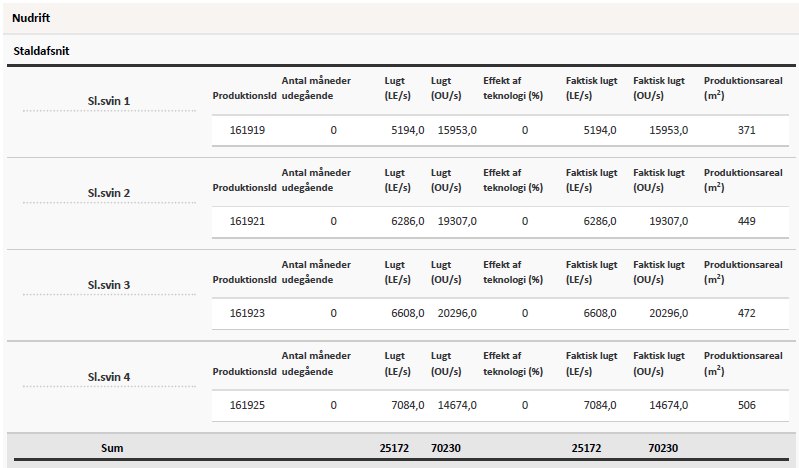 Nudrift
Staldafsnit
Sl.svin 1
ProduktionsId Antal måneder udegående Lugt (LE/s) Lugt (OU/s) Effekt af teknologi (%) Faktisk lugt (LE/s) Faktisk lugt (OU/s) Produktionsareal (m²)
161919 0 5194,0 15953,0 0 5194,0 15953,0 371
Sl.svin 2
ProduktionsId Antal måneder udegående Lugt (LE/s) Lugt (OU/s) Effekt af teknologi (%) Faktisk lugt (LE/s) Faktisk lugt (OU/s) Produktionsareal (m²)
161921 0 6286,0 19307,0 0 6286,0 19307,0 449
Sl.svin 3
ProduktionsId Antal måneder udegående Lugt (LE/s) Lugt (OU/s) Effekt af teknologi (%) Faktisk lugt (LE/s) Faktisk lugt (OU/s) Produktionsareal (m²)
161923 0 6608,0 20296,0 0 6608,0 20296,0 472
Sl.svin 4
ProduktionsId Antal måneder udegående Lugt (LE/s) Lugt (OU/s) Effekt af teknologi (%) Faktisk lugt (LE/s) Faktisk lugt (OU/s) Produktionsareal (m²)
161925 0 7084,0 14674,0 0 7084,0 14674,0 506
Sum 25172 70230 25172 70230